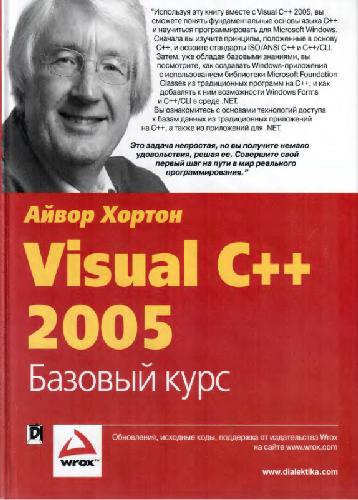 "Используя эту книгу вместе с Visual C++ 2005, вы
сможете понять фундаментальные основы языка C++
и научиться программировать для Microsoft Windows.
Сначала вы изучите принципы, положенные в основу
C++, и освоите стандарты ISO/ANSI C++ и C++/CLI.
Затем, уже обладая базовыми знаниями, вы
посмотрите, как создавать Windows-приложения
с использованием библиотеки Microsoft Foundation
Classes из традиционных программ на C++, и как
добавлять к ним возможности Windows Forms
и C++/CLI в среде .NET.
Вы ознакомитесь с основами технологий доступа
к базам данных из традиционных приложений
на C++, а также из приложений для .NET.
Это задача непростая, но вы получите немало
удовольствия, решая ее. Совершите свой
первый шаг на пути в мир реального
программирования."
Айвор Хортон
Visual C++
2005
Базовый курс
Д
wrox™
Обновления, исходные коды, поддержка от издательства Wrox
на сайте www.wrox.com
www.dialektika.com